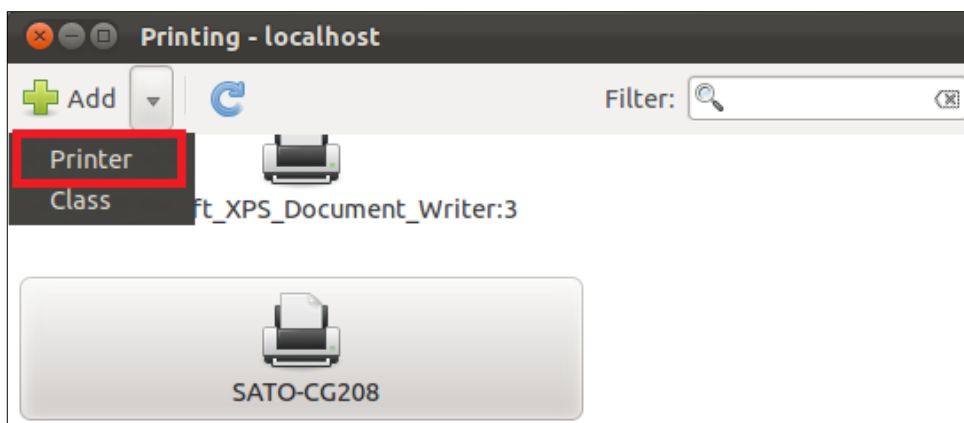 Printing - localhost
Add Filter:
Printer
Class
ft_XPS_Document_Writer:3
SATO-CG208